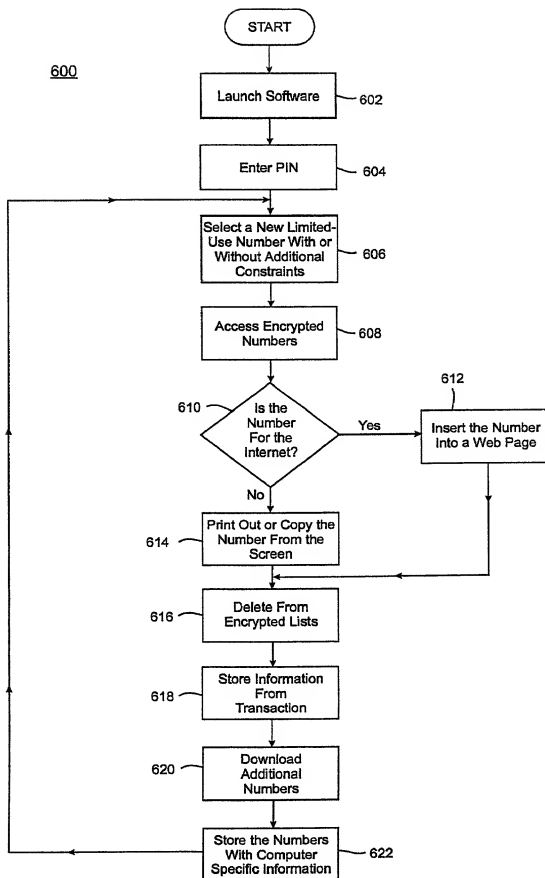 START
600
Launch Software
602
Enter PIN
604
Select a New Limited-
Use Number With or
Without Additional
Constraints
606
Access Encrypted
Numbers
608
610
Is the
Number
For the
Internet?
Yes
612
Insert the Number
Into a Web Page
No
614
Print Out or Copy the
Number From the
Screen
616
Delete From
Encrypted Lists
618
Store Information
From
Transaction
620
Download
Additional
Numbers
Store the Numbers
With Computer
Specific Information
622